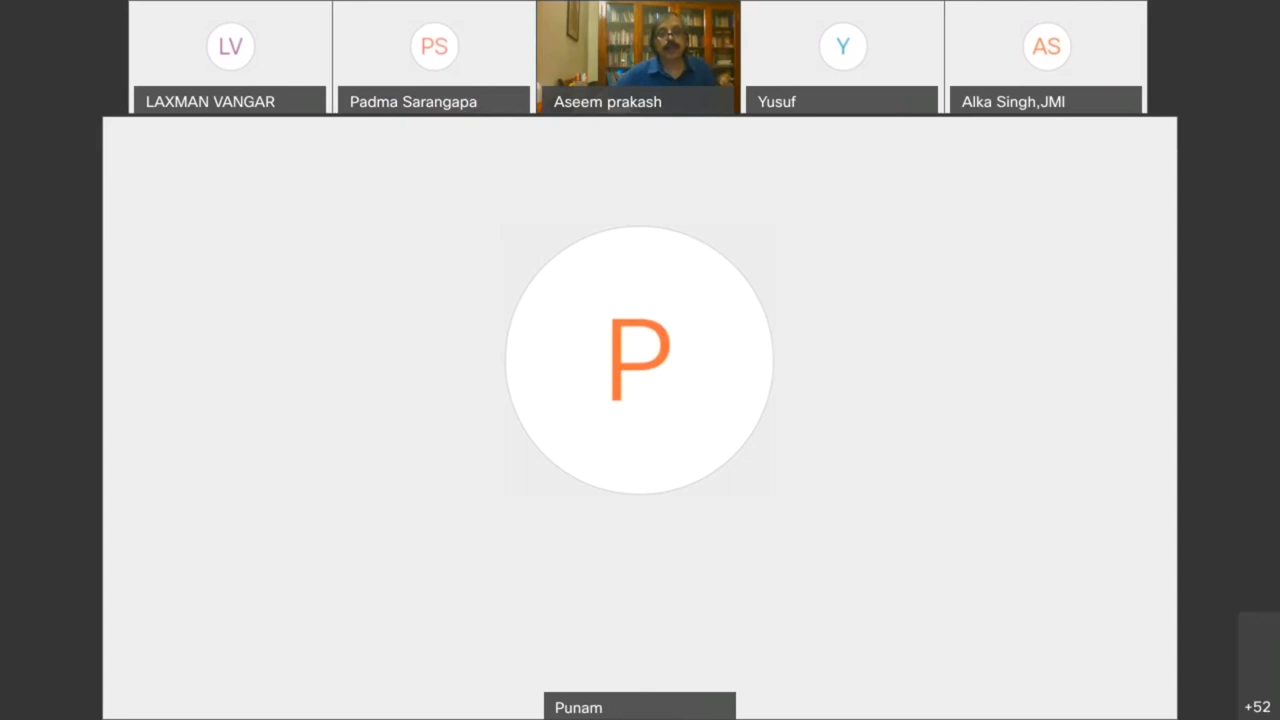 LV
PS
Y
AS
LAXMAN VANGAR
Padma Sarangapa
Aseem prakash
Yusuf
Alka Singh,JMI
P
Punam
+52